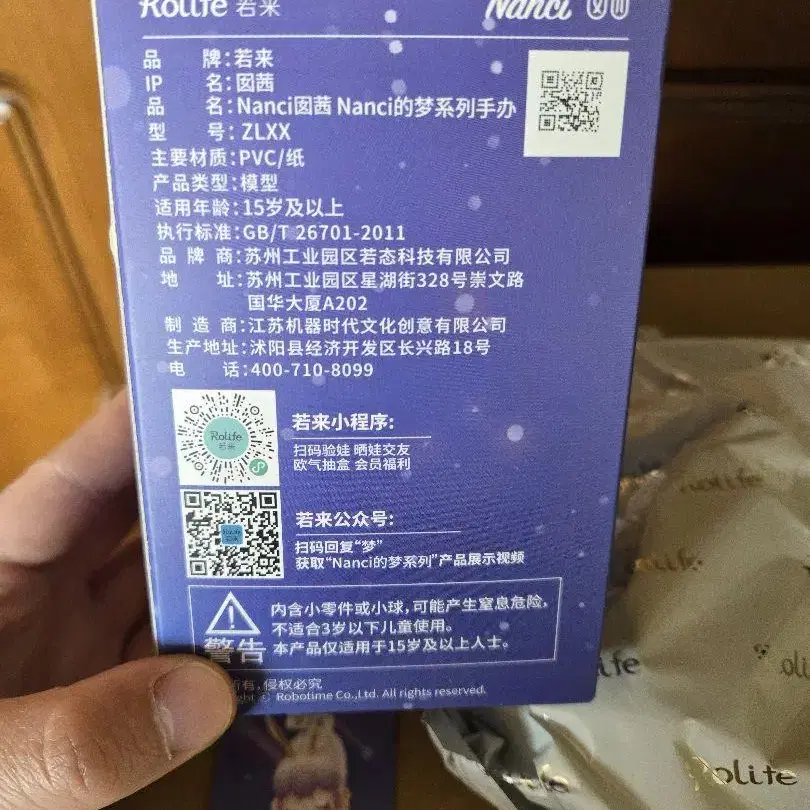 Rolife 若来
Nanci 囡茜
品 牌:若来
IP 名:囡茜
品 名:Nanci囡茜 Nanci的梦系列手办
型 号:ZLXX
主要材质:PVC/纸
产品类型:模型
适用年龄:15岁及以上
执行标准:GB/T 26701-2011
品 牌 商:苏州工业园区若态科技有限公司
地 址:苏州工业园区星湖街328号崇文路
国华大厦A202
制 造 商:江苏机器时代文化创意有限公司
生产地址:沭阳县经济开发区长兴路18号
电 话:400-710-8099
Rolife
若来
若来小程序:
扫码验娃 晒娃交友
欧气抽盒 会员福利
若来公众号:
扫码回复“梦”
获取“Nanci的梦系列”产品展示视频
警告
内含小零件或小球,可能产生窒息危险,
不适合3岁以下儿童使用。
本产品仅适用于15岁及以上人士。
所有,侵权必究
© Robotime Co.,Ltd. All rights reserved.
Rolife
Rolife